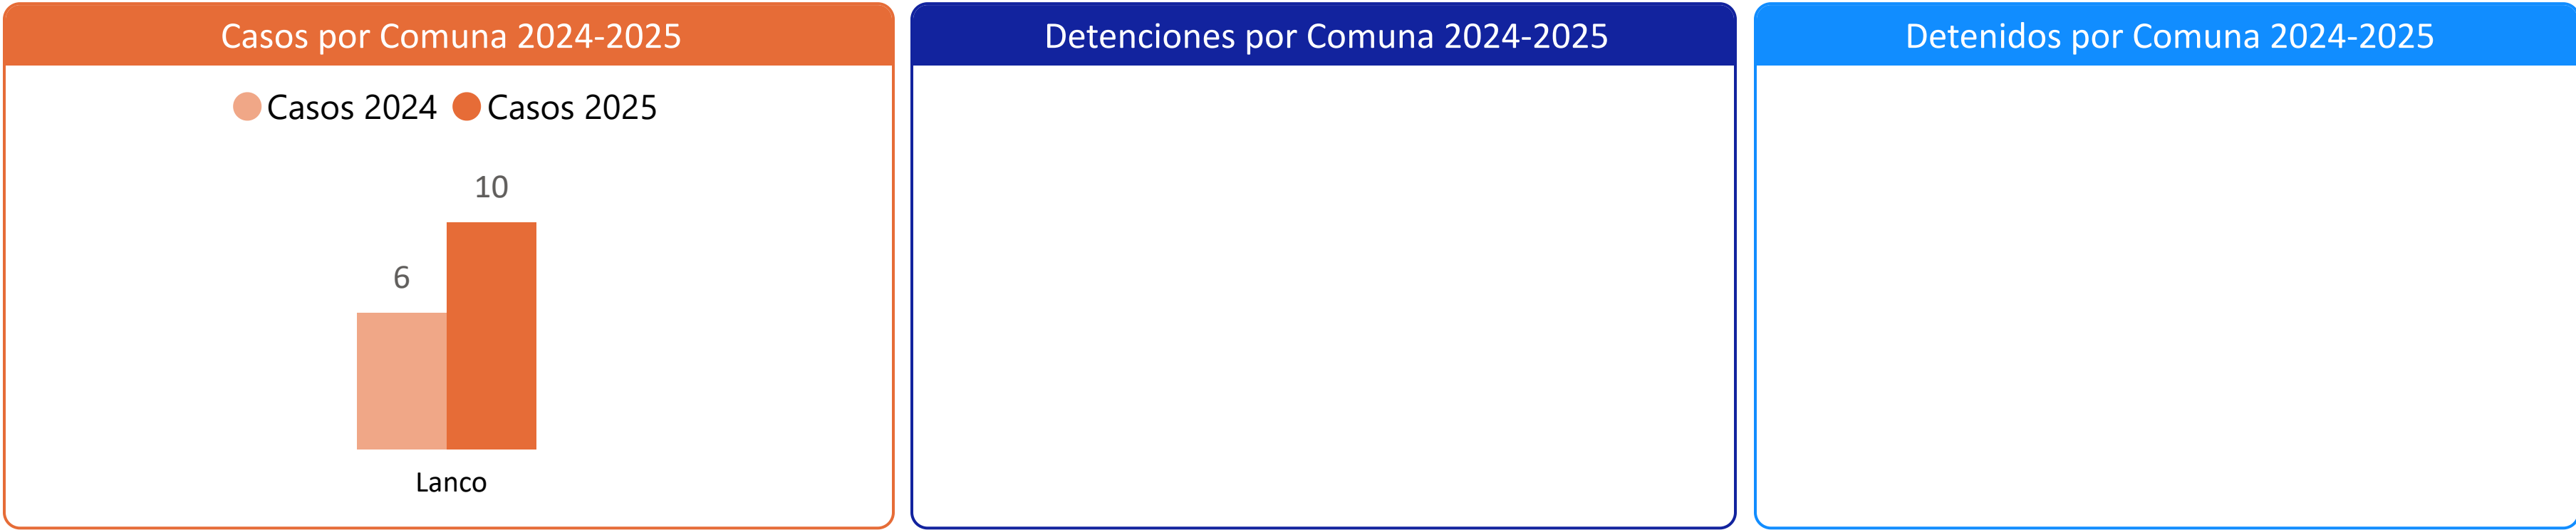 Casos por Comuna 2024-2025
Casos 2024 Casos 2025
10
6
Lanco
Detenciones por Comuna 2024-2025
Detenidos por Comuna 2024-2025